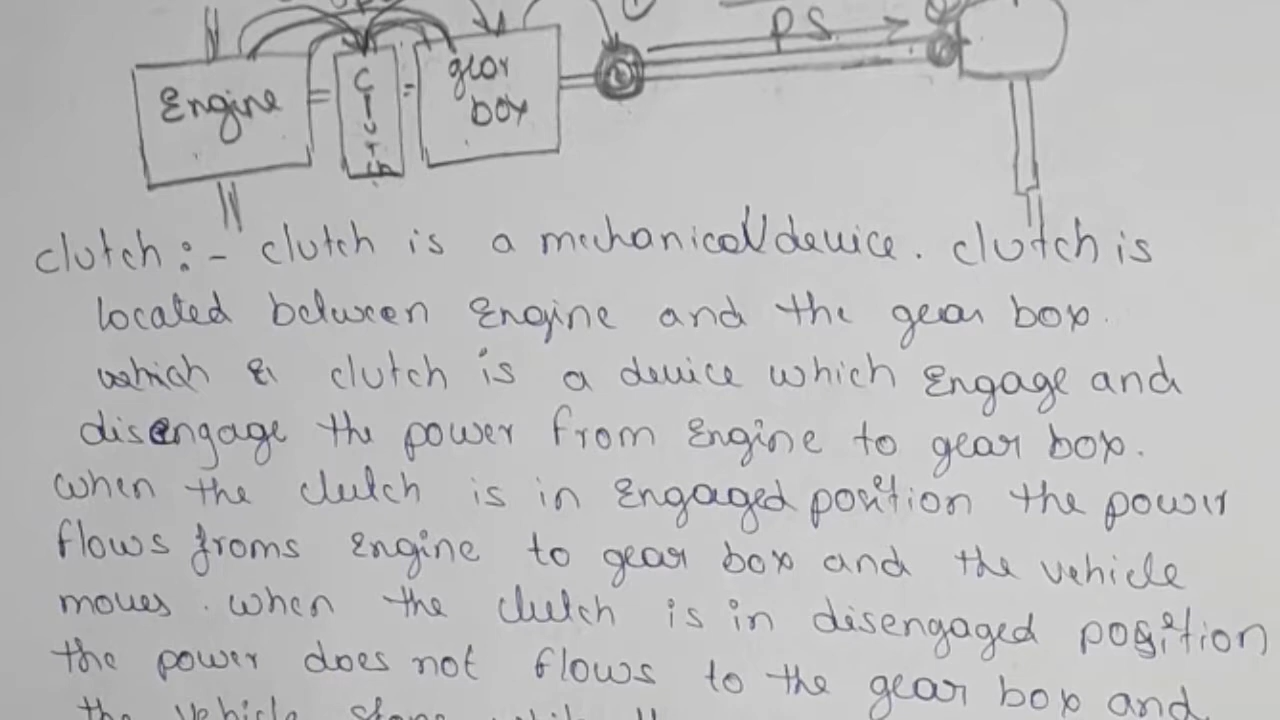 PS
Engine
Clutch
gear
box
clutch :- clutch is a mechanical device. clutch is
located between Engine and the gear box.
which & clutch is a device which Engage and
disengage the power from Engine to gear box.
when the clutch is in Engaged position the power
flows froms Engine to gear box and the vehicle
moves. when the clutch is in disengaged position
the power does not flows to the gear box and
the vehicle stops